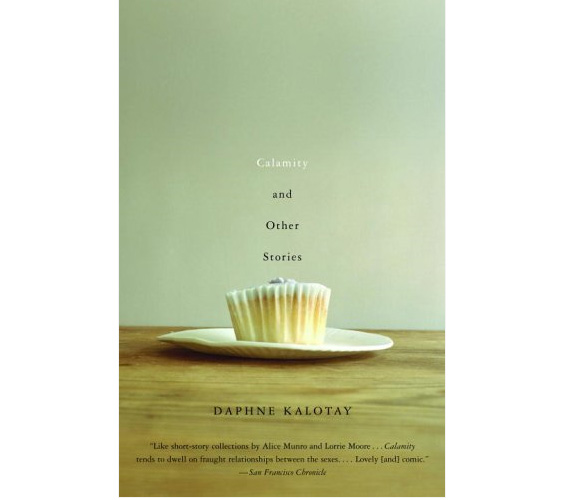 Calamity
and
Other
Stories
DAPHNE KALOTAY
"Like short-story collections by Alice Munro and Lorrie Moore . . . Calamity
tends to dwell on fraught relationships between the sexes. . . . Lovely [and] comic."
—San Francisco Chronicle